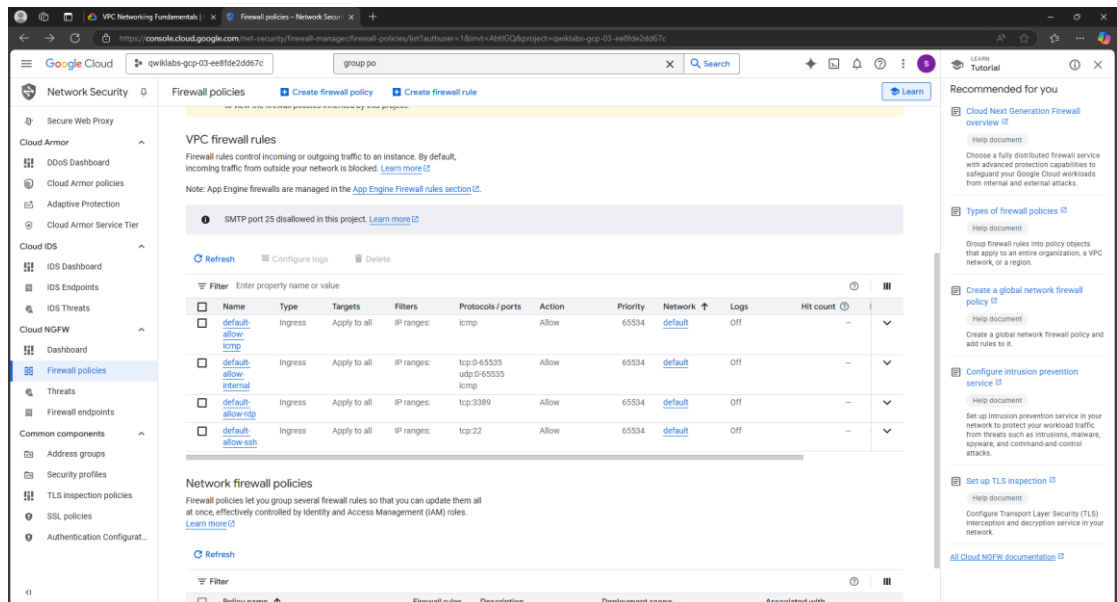 VPC Networking Fundamentals | G
Firewall policies – Network Secur
https://console.cloud.google.com/net-security/firewall-manager/firewall-policies/list?authuser=1&invt=AbtlGQ&project=qwiklabs-gcp-03-ee8fde2dd67c
Google Cloud
qwiklabs-gcp-03-ee8fde2dd67c
group po
Search
S
LEARN
Tutorial
Network Security
Firewall policies
Create firewall policy
Create firewall rule
Learn
Recommended for you
to view the firewall policies inherited by this project.
Secure Web Proxy
Cloud Armor
DDoS Dashboard
Cloud Armor policies
Adaptive Protection
Cloud Armor Service Tier
Cloud IDS
IDS Dashboard
IDS Endpoints
IDS Threats
Cloud NGFW
Dashboard
Firewall policies
Threats
Firewall endpoints
Common components
Address groups
Security profiles
TLS inspection policies
SSL policies
Authentication Configurat...
VPC firewall rules
Firewall rules control incoming or outgoing traffic to an instance. By default,
incoming traffic from outside your network is blocked. Learn more
Note: App Engine firewalls are managed in the App Engine Firewall rules section.
SMTP port 25 disallowed in this project. Learn more
Refresh Configure logs Delete
Filter Enter property name or value
Name Type Targets Filters Protocols / ports Action Priority Network Logs Hit count
default- Ingress Apply to all IP ranges: icmp Allow 65534 default Off –
allow-
icmp
default- Ingress Apply to all IP ranges: tcp:0-65535 Allow 65534 default Off –
allow- udp:0-65535
internal icmp
default- Ingress Apply to all IP ranges: tcp:3389 Allow 65534 default Off –
allow-rdp
default- Ingress Apply to all IP ranges: tcp:22 Allow 65534 default Off –
allow-ssh
Network firewall policies
Firewall policies let you group several firewall rules so that you can update them all
at once, effectively controlled by Identity and Access Management (IAM) roles.
Learn more
Refresh
Filter
Policy name Firewall rules Description Deployment scope Associated with
Cloud Next Generation Firewall
overview
Help document
Choose a fully distributed firewall service
with advanced protection capabilities to
safeguard your Google Cloud workloads
from internal and external attacks.
Types of firewall policies
Help document
Group firewall rules into policy objects
that apply to an entire organization, a VPC
network, or a region.
Create a global network firewall
policy
Help document
Create a global network firewall policy and
add rules to it.
Configure intrusion prevention
service
Help document
Set up intrusion prevention service in your
network to protect your workload traffic
from threats such as intrusions, malware,
spyware, and command-and-control
attacks.
Set up TLS inspection
Help document
Configure Transport Layer Security (TLS)
interception and decryption service in your
network.
All Cloud NGFW documentation